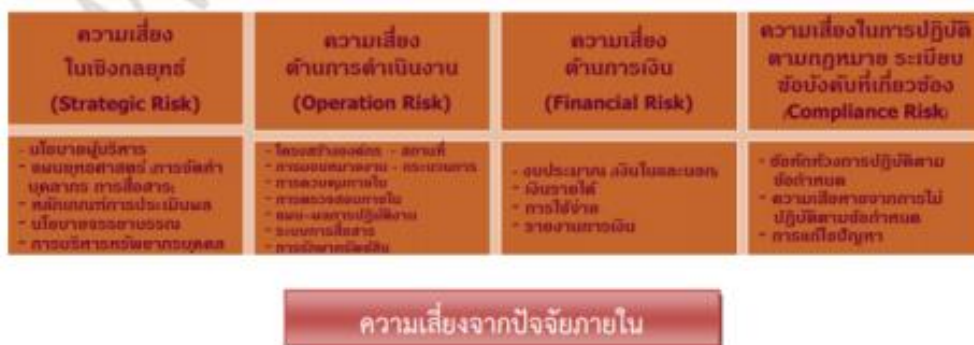 ความเสี่ยง
ในเชิงกลยุทธ์
(Strategic Risk)
ความเสี่ยง
ด้านการดำเนินงาน
(Operation Risk)
ความเสี่ยง
ด้านการเงิน
(Financial Risk)
ความเสี่ยงในการปฏิบัติ
ตามกฎหมาย ระเบียบ
ข้อบังคับที่เกี่ยวข้อง
(Compliance Risk)
- นโยบายผู้บริหาร
- แผนยุทธศาสตร์ (การจัดทำ
บุคลากร การสื่อสาร)
- หลักเกณฑ์การประเมินผล
- นโยบายจรรยาบรรณ
- การบริหารทรัพยากรบุคคล
- โครงสร้างองค์กร - สถานที่
- การมอบหมายงาน - กระบวนการ
- การควบคุมภายใน
- การตรวจสอบภายใน
- แผน-ผลการปฏิบัติงาน
- ระบบการสื่อสาร
- การรักษาทรัพย์สิน
- งบประมาณ (เงินในและนอก)
- เงินรายได้
- การใช้จ่าย
- รายงานการเงิน
- ข้อทักท้วงการปฏิบัติตาม
ข้อกำหนด
- ความเสียหายจากการไม่
ปฏิบัติตามข้อกำหนด
- การแก้ไขปัญหา
ความเสี่ยงจากปัจจัยภายใน